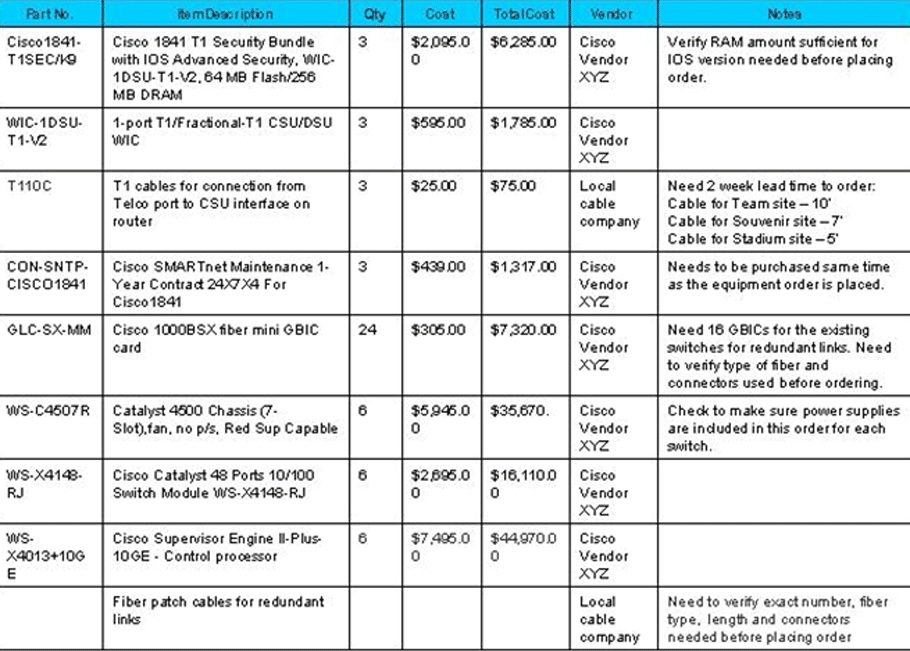 Part No. Item Description Qty Cost Total Cost Vendor Notes
Cisco1841-
T1SEC/K9
Cisco 1841 T1 Security Bundle
with IOS Advanced Security, WIC-
1DSU-T1-V2, 64 MB Flash/256
MB DRAM
3
$2,095.0
0
$6,285.00
Cisco
Vendor
XYZ
Verify RAM amount sufficient for
IOS version needed before placing
order.
WIC-1DSU-
T1-V2
1-port T1/Fractional-T1 CSU/DSU
WIC
3
$595.00
$1,785.00
Cisco
Vendor
XYZ
T110C
T1 cables for connection from
Telco port to CSU interface on
router
3
$25.00
$75.00
Local
cable
company
Need 2 week lead time to order:
Cable for Team site – 10'
Cable for Souvenir site – 7'
Cable for Stadium site – 5'
CON-SNTP-
CISCO1841
Cisco SMARTnet Maintenance 1-
Year Contract 24X7X4 For
Cisco1841
3
$439.00
$1,317.00
Cisco
Vendor
XYZ
Needs to be purchased same time
as the equipment order is placed.
GLC-SX-MM
Cisco 1000BSX fiber mini GBIC
card
24
$305.00
$7,320.00
Cisco
Vendor
XYZ
Need 16 GBICs for the existing
switches for redundant links. Need
to verify type of fiber and
connectors used before ordering.
WS-C4507R
Catalyst 4500 Chassis (7-
Slot),fan, no p/s, Red Sup Capable
6
$5,945.0
0
$35,670.
Cisco
Vendor
XYZ
Check to make sure power supplies
are included in this order for each
switch.
WS-X4148-
RJ
Cisco Catalyst 48 Ports 10/100
Switch Module WS-X4148-RJ
6
$2,695.0
0
$16,110.0
0
Cisco
Vendor
XYZ
WS-
X4013+10G
E
Cisco Supervisor Engine II-Plus-
10GE - Control processor
6
$7,495.0
0
$44,970.0
0
Cisco
Vendor
XYZ
Fiber patch cables for redundant
links
Local
cable
company
Need to verify exact number, fiber
type, length and connectors
needed before placing order